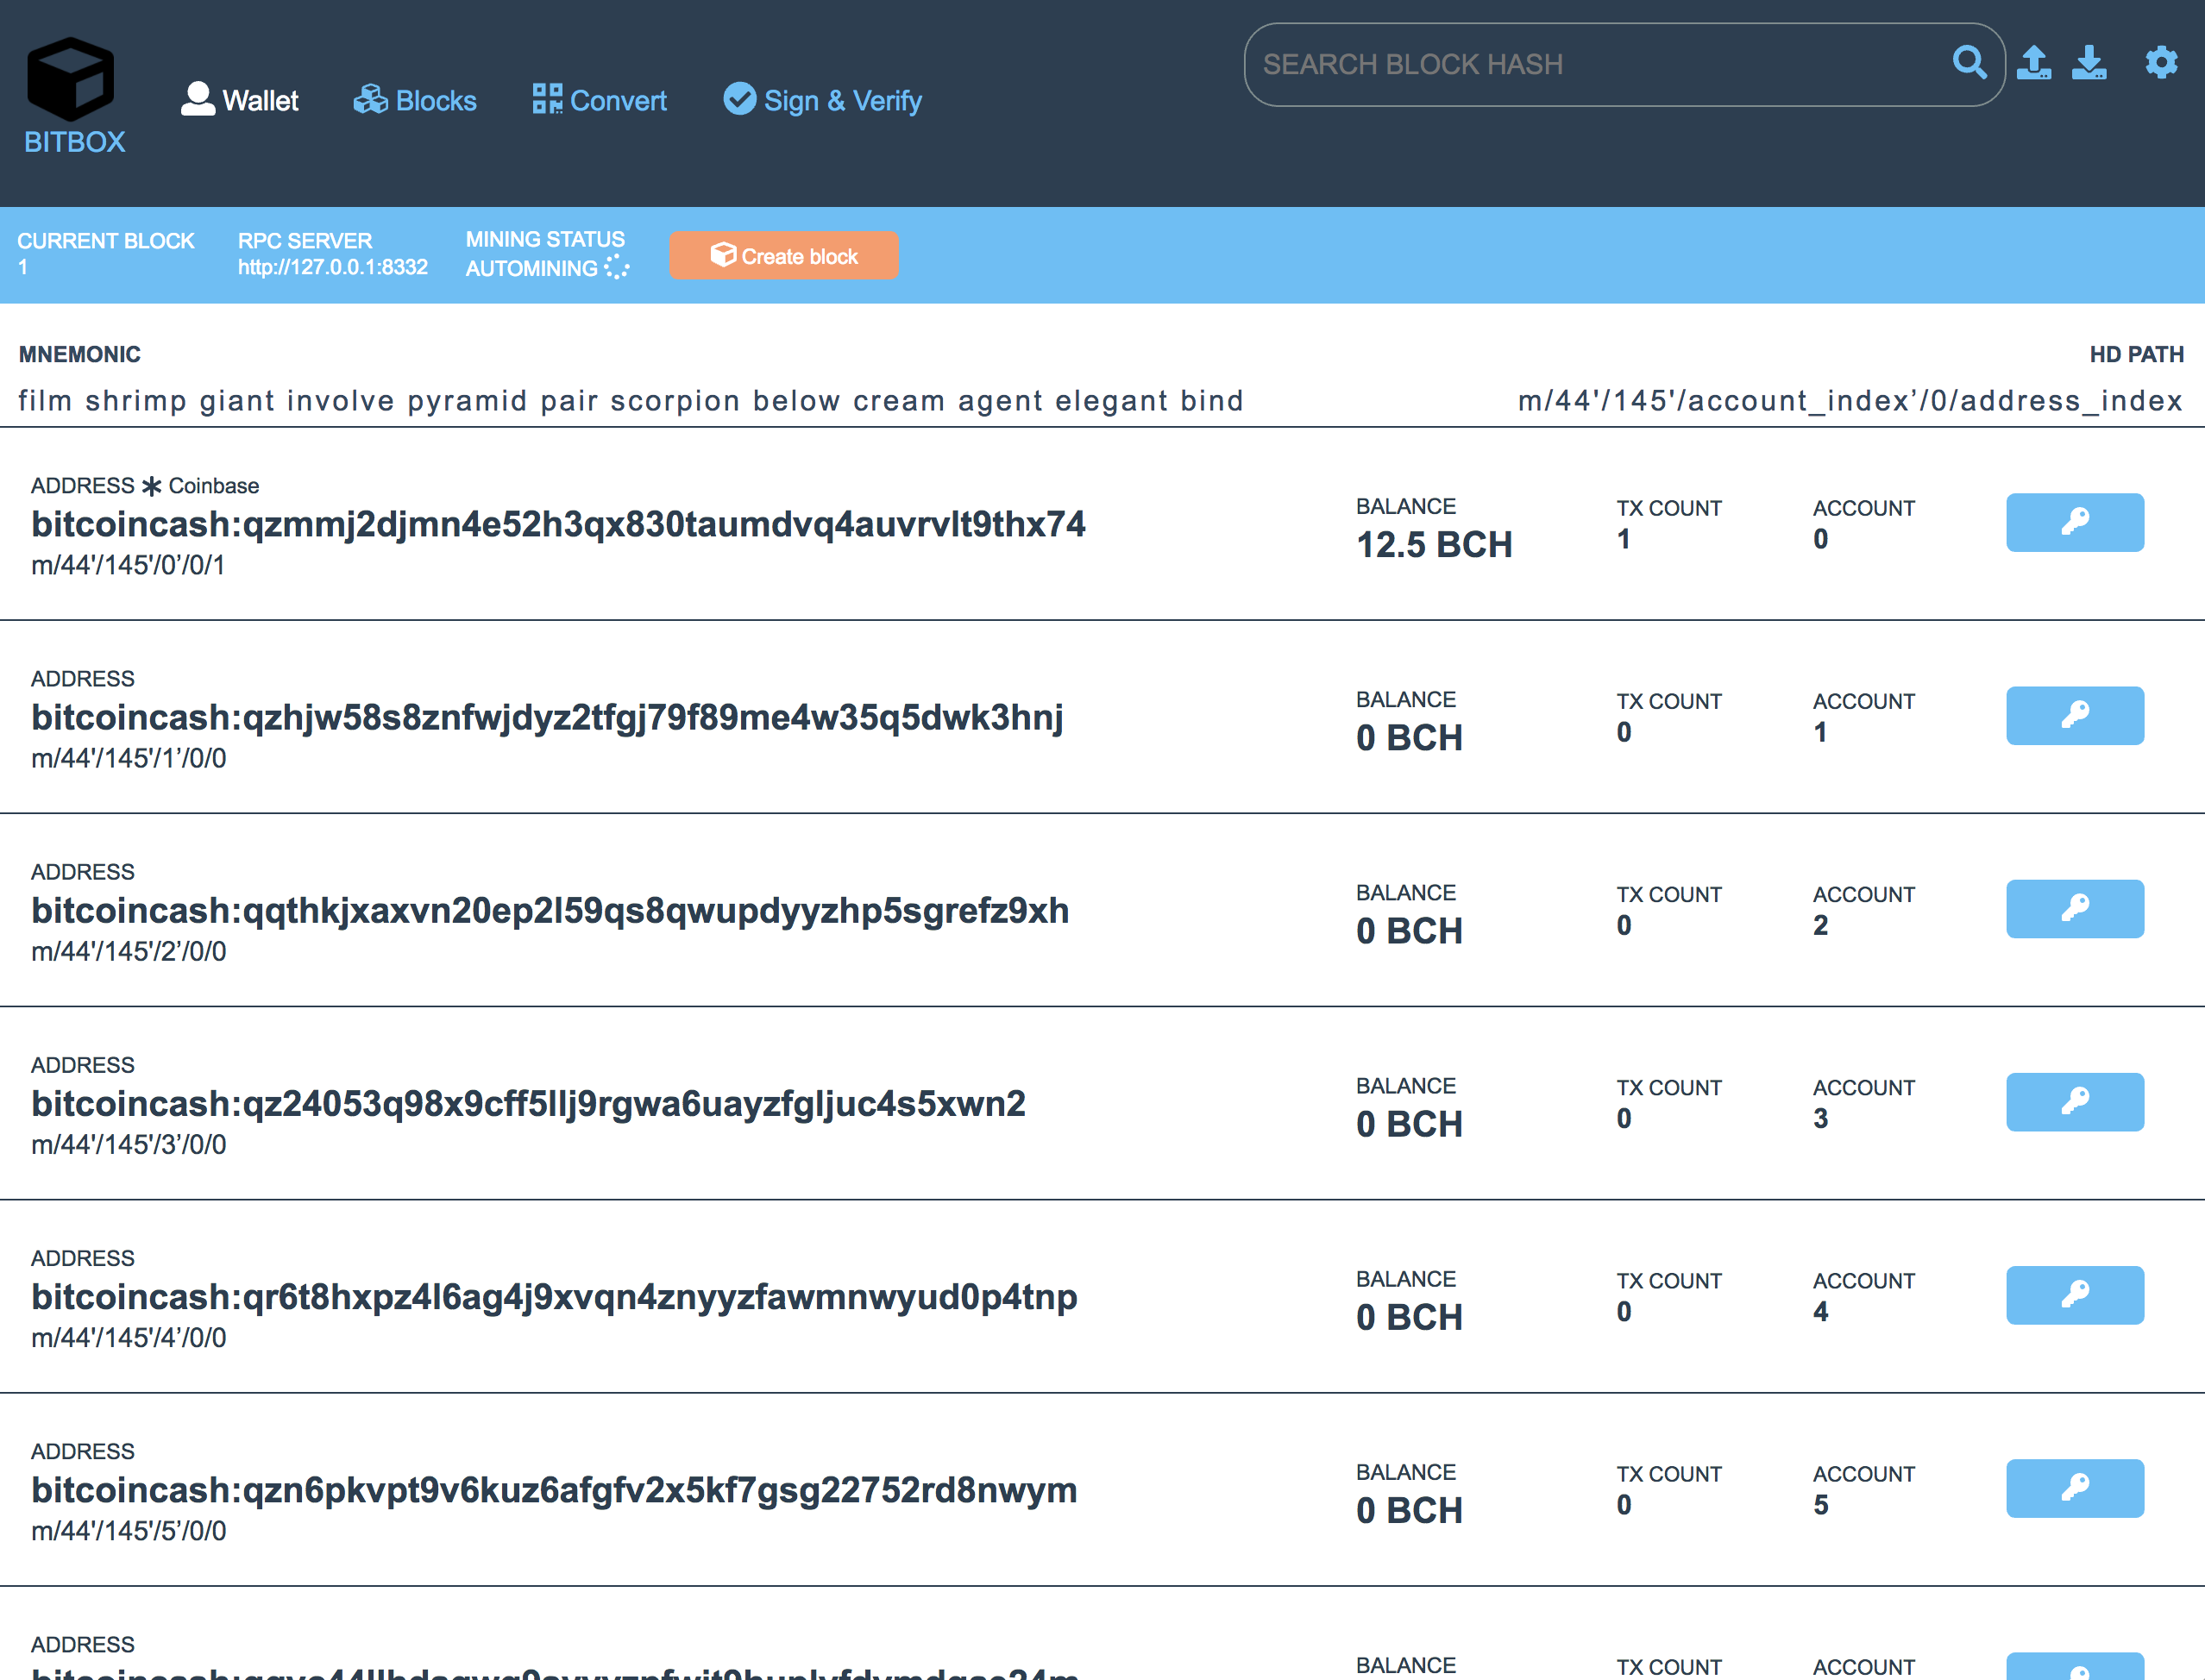 BITBOX
Wallet
Blocks
Convert
Sign & Verify
SEARCH BLOCK HASH
CURRENT BLOCK
1
RPC SERVER
http://127.0.0.1:8332
MINING STATUS
AUTOMINING
Create block
MNEMONIC
film shrimp giant involve pyramid pair scorpion below cream agent elegant bind
HD PATH
m/44'/145'/account_index’/0/address_index
ADDRESS * Coinbase
bitcoincash:qzmmj2djmn4e52h3qx830taumdvq4auvrvlt9thx74
m/44'/145'/0’/0/1
BALANCE
12.5 BCH
TX COUNT
1
ACCOUNT
0
ADDRESS
bitcoincash:qzhjw58s8znfwjdyz2tfgj79f89me4w35q5dwk3hnj
m/44'/145'/1’/0/0
BALANCE
0 BCH
TX COUNT
0
ACCOUNT
1
ADDRESS
bitcoincash:qqthkjxaxvn20ep2l59qs8qwupdyyzhp5sgrefz9xh
m/44'/145'/2’/0/0
BALANCE
0 BCH
TX COUNT
0
ACCOUNT
2
ADDRESS
bitcoincash:qz24053q98x9cff5llj9rgwa6uayzfgljuc4s5xwn2
m/44'/145'/3’/0/0
BALANCE
0 BCH
TX COUNT
0
ACCOUNT
3
ADDRESS
bitcoincash:qr6t8hxpz4l6ag4j9xvqn4znyyzfawmnwyud0p4tnp
m/44'/145'/4’/0/0
BALANCE
0 BCH
TX COUNT
0
ACCOUNT
4
ADDRESS
bitcoincash:qzn6pkvpt9v6kuz6afgfv2x5kf7gsg22752rd8nwym
m/44'/145'/5’/0/0
BALANCE
0 BCH
TX COUNT
0
ACCOUNT
5
ADDRESS
BALANCE
TX COUNT
ACCOUNT